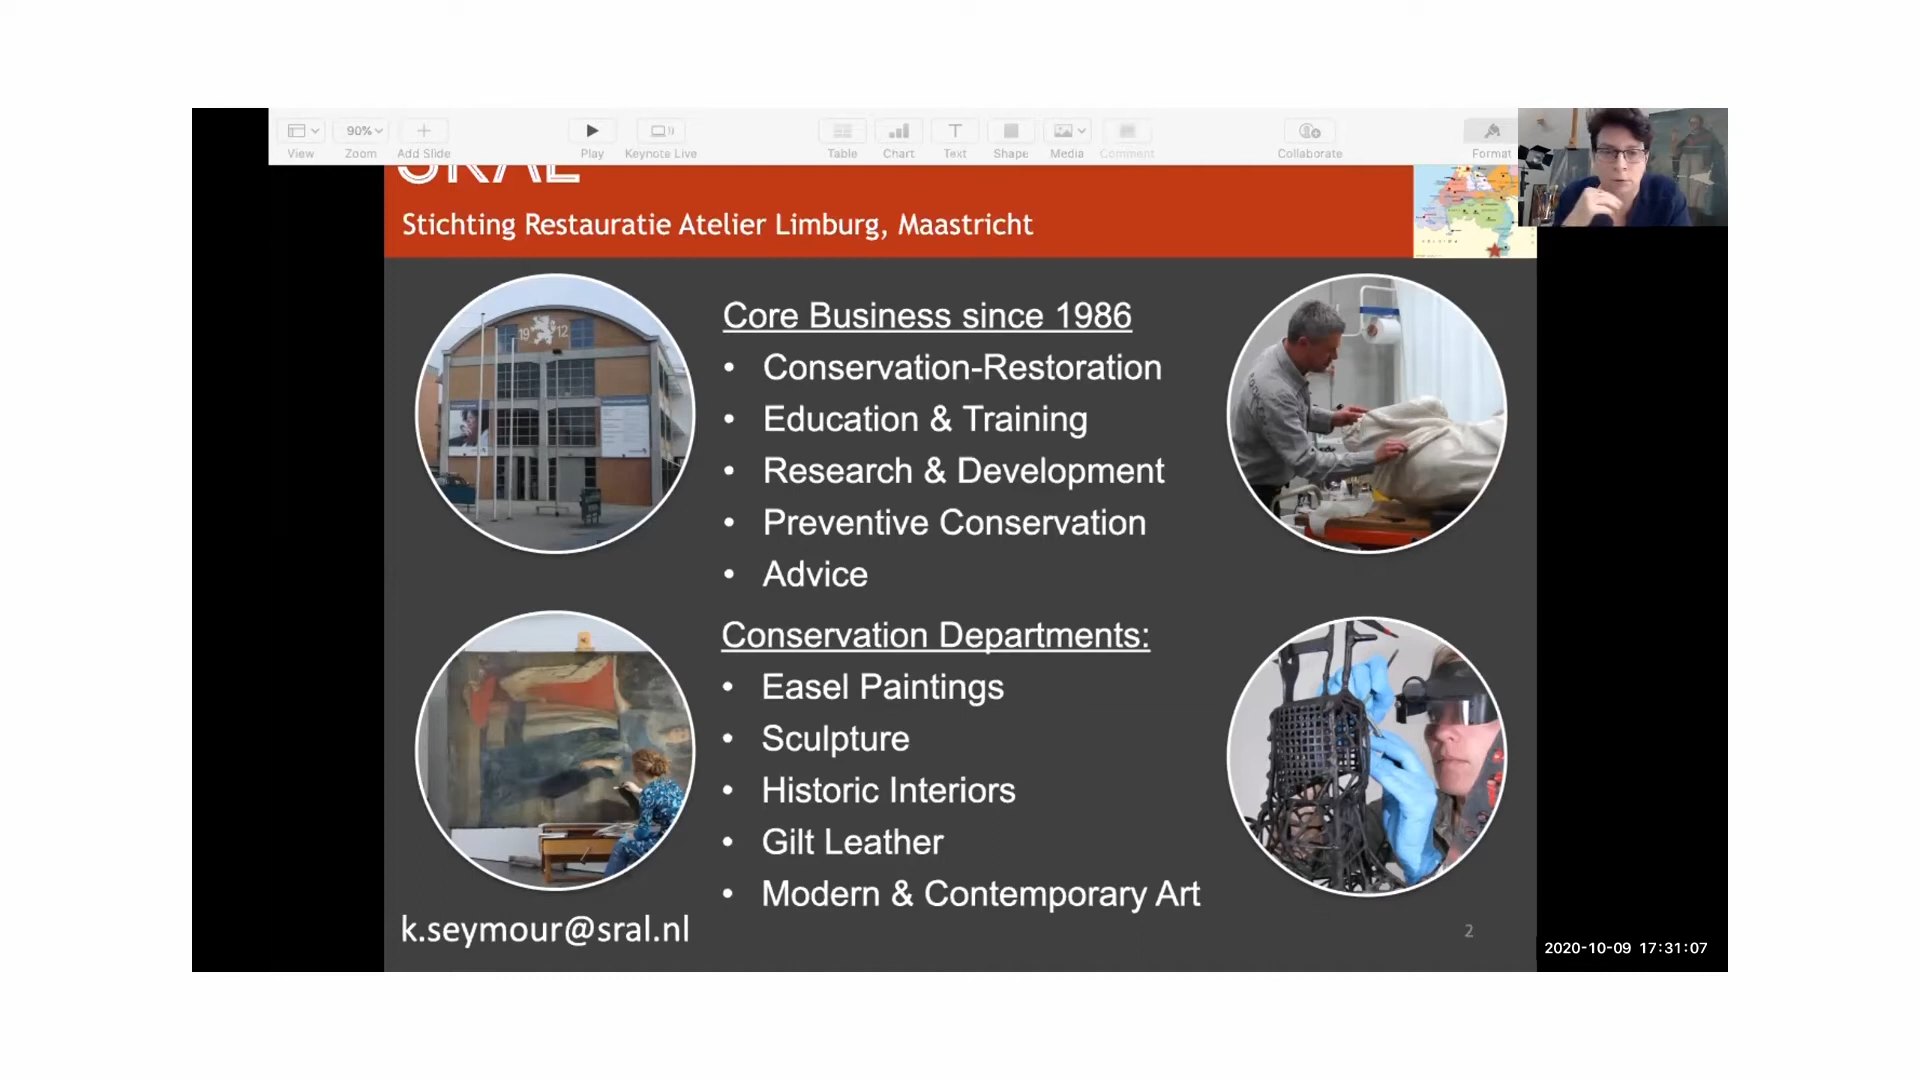 90%
View
Zoom
Add Slide
Play
Keynote Live
Table
Chart
Text
Shape
Media
Comment
Collaborate
Format
SRAL
Stichting Restauratie Atelier Limburg, Maastricht
19 12
Core Business since 1986
• Conservation-Restoration
• Education & Training
• Research & Development
• Preventive Conservation
• Advice
Conservation Departments:
• Easel Paintings
• Sculpture
• Historic Interiors
• Gilt Leather
• Modern & Contemporary Art
k.seymour@sral.nl
2
2020-10-09 17:31:07